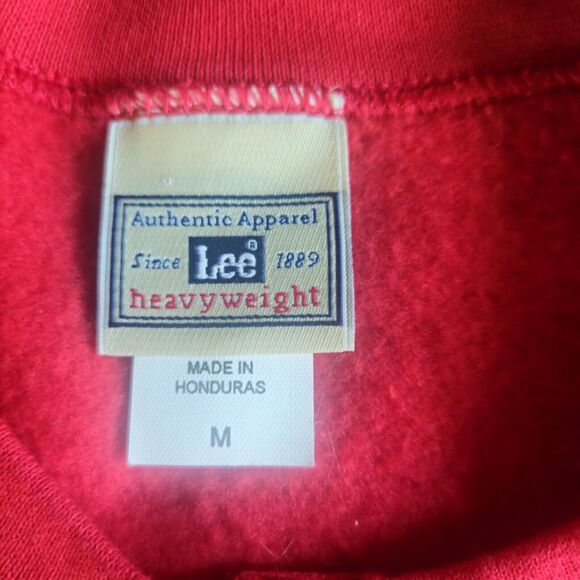 Authentic Apparel
Since Lee® 1889
heavyweight
MADE IN
HONDURAS
M